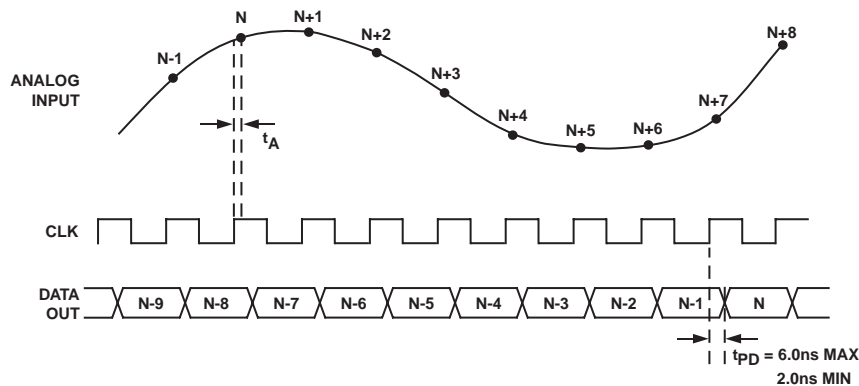 N-1
N
N+1
N+2
N+3
N+4
N+5
N+6
N+7
N+8
ANALOG
INPUT
tA
CLK
DATA
OUT
N-9 N-8 N-7 N-6 N-5 N-4 N-3 N-2 N-1 N
tPD = 6.0ns MAX
2.0ns MIN